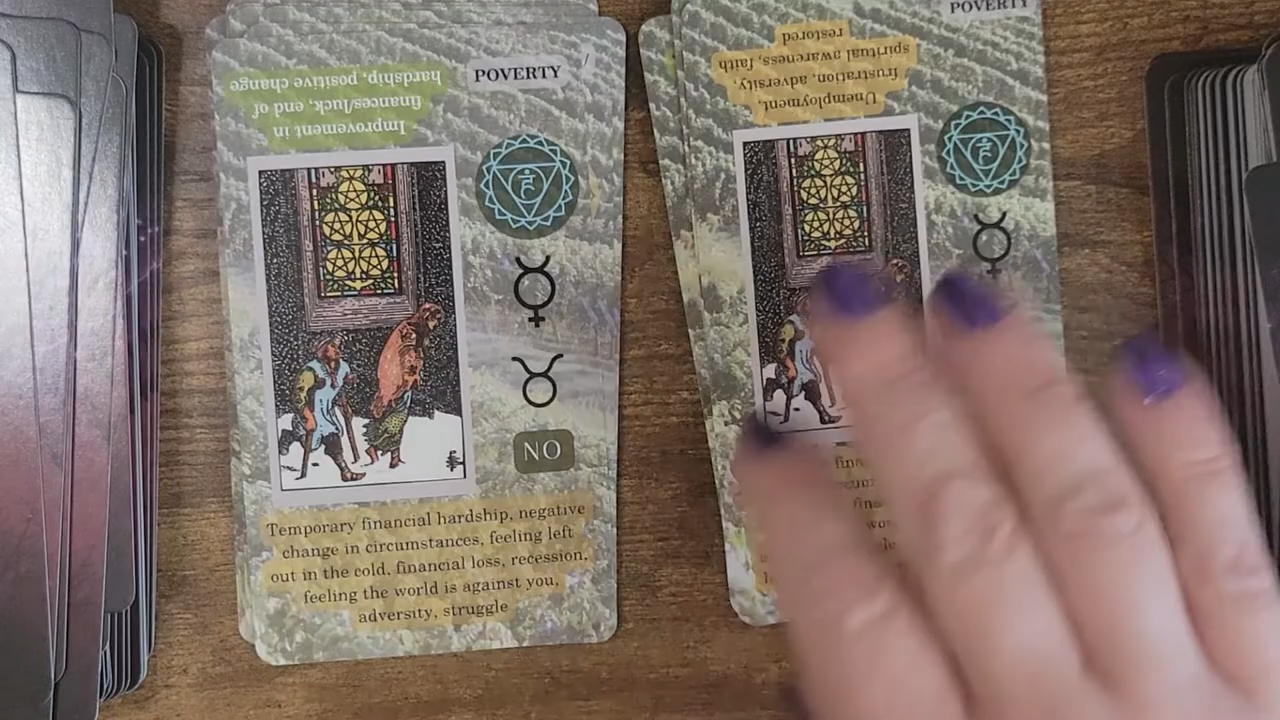 POVERTY
Improvement in
finances/luck, end of
hardship, positive change
NO
Temporary financial hardship, negative
change in circumstances, feeling left
out in the cold, financial loss, recession,
feeling the world is against you,
adversity, struggle
POVERTY
Unemployment,
frustration, adversity,
spiritual awareness, faith
restored